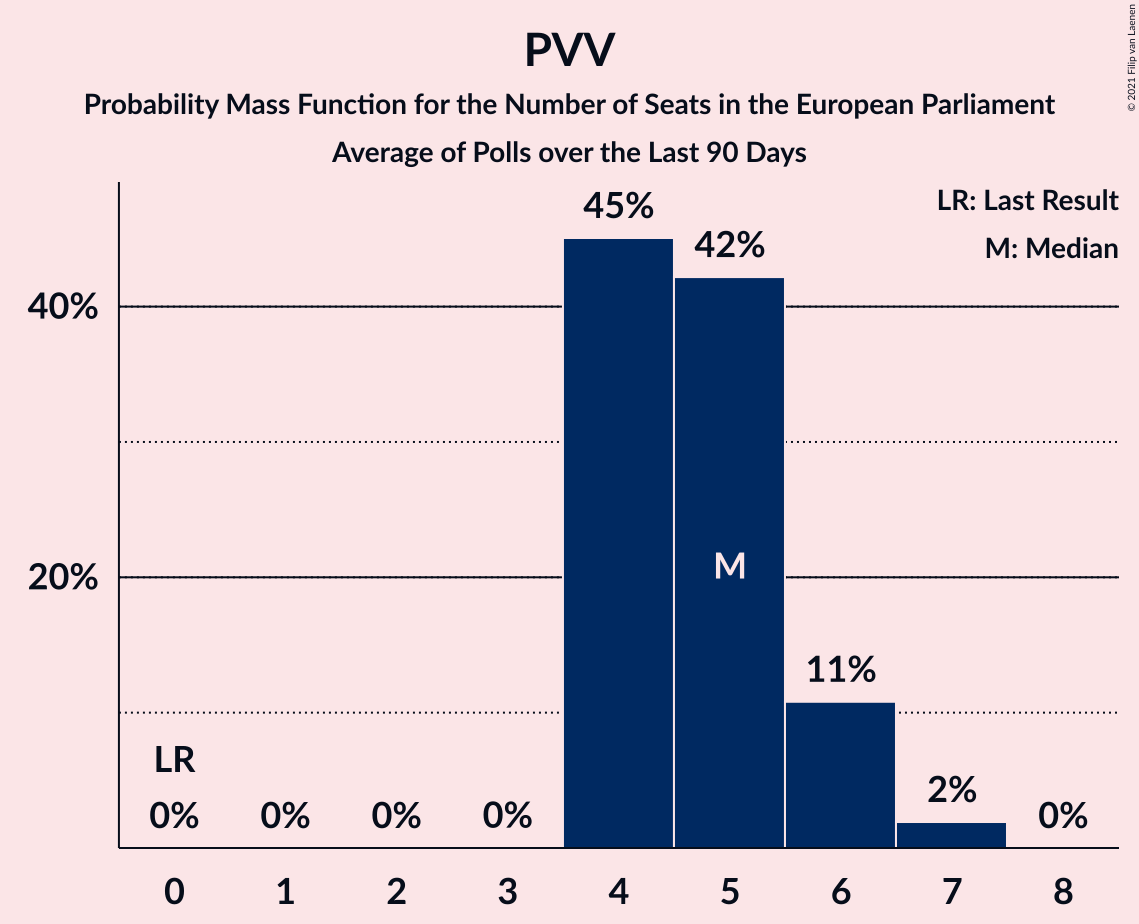 PVV
Probability Mass Function for the Number of Seats in the European Parliament
Average of Polls over the Last 90 Days
© 2021 Filip van Laenen
LR: Last Result
M: Median
45%
42%
40%
M
20%
11%
LR
2%
0%
0%
0%
0%
0%
0
1
2
3
4
5
6
7
8